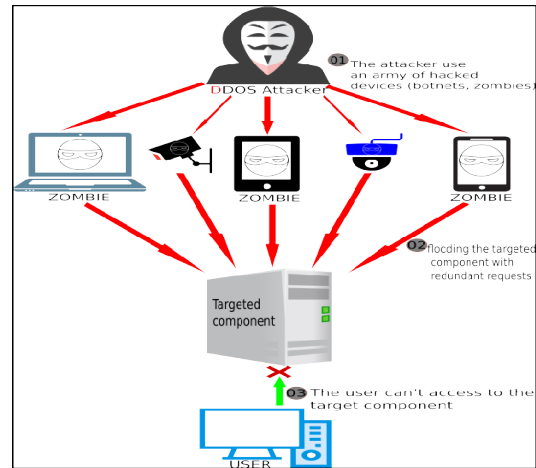 01 The attacker use
an army of hacked
devices (botnets, zombies)
DDOS Attacker
ZOMBIE
ZOMBIE
ZOMBIE
02 flocding the targeted
component with
redundant requests
Targeted
component
03 The user can't access to the
target component
USER